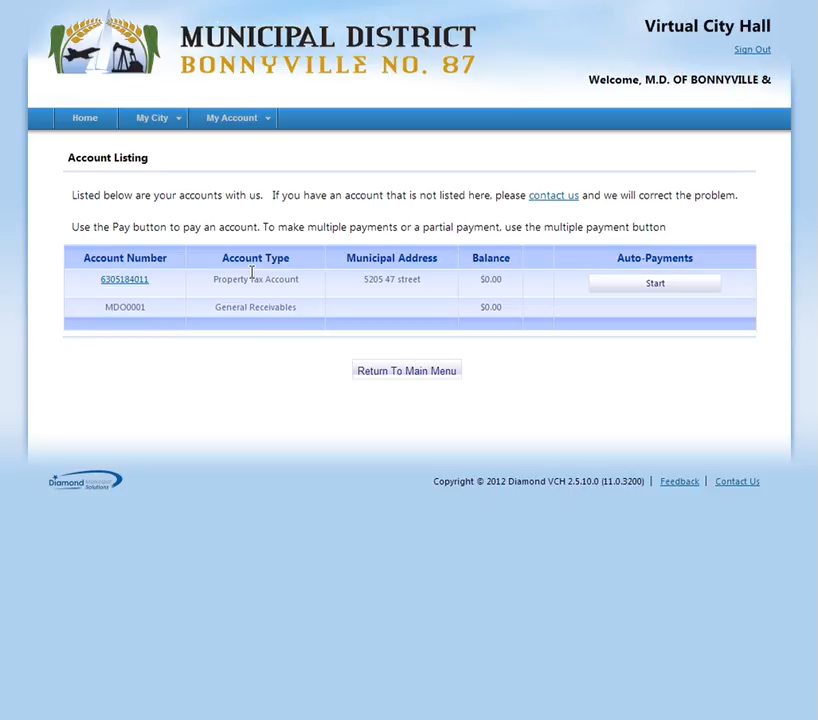 MUNICIPAL DISTRICT
BONNYVILLE NO. 87
Virtual City Hall
Sign Out
Welcome, M.D. OF BONNYVILLE &
Home My City My Account
Account Listing
Listed below are your accounts with us. If you have an account that is not listed here, please contact us and we will correct the problem.
Use the Pay button to pay an account. To make multiple payments or a partial payment, use the multiple payment button
Account Number Account Type Municipal Address Balance Auto-Payments
6305184011 Property Tax Account 5205 47 street $0.00 Start
MDO0001 General Receivables $0.00
Return To Main Menu
Diamond Municipal Solutions
Copyright © 2012 Diamond VCH 2.5.10.0 (11.0.3200) | Feedback | Contact Us